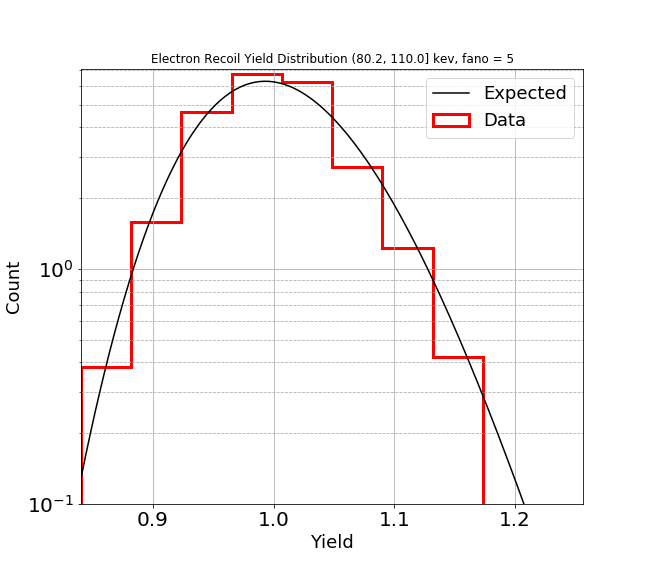 Electron Recoil Yield Distribution (80.2, 110.0] kev, fano = 5
Expected
Data
10⁰
10⁻¹
Count
0.9 1.0 1.1 1.2
Yield